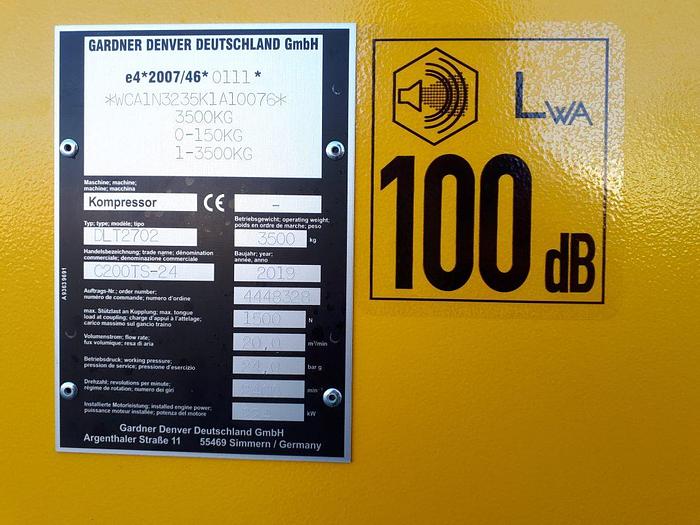 GARDNER DENVER DEUTSCHLAND GmbH
e4*2007/46* 0111 *
*WCA1N3235K1A10076*
3500KG
0-150KG
1-3500KG
Maschine; machine;
machine; macchina
Kompressor
CE
–
Typ; type; modèle; tipo
DLT2702
Betriebsgewicht; operating weight;
poids en ordre de marche; peso
3500 kg
Handelsbezeichnung; trade name; dénomination
commerciale; denominazione commerciale
C200TS-24
Baujahr; year:
année, anno
2019
Auftrags-Nr.; order number;
numéro de commande; numero d'ordine
4448328
max. Stützlast an Kupplung; max. tongue
load at coupling; charge d'appui à l'attelage;
carico massimo sul gancio traino
1500 N
Volumenstrom; flow rate;
fux volumique; resa di aria
20,0 m³/min
Betriebsdruck; working pressure;
pression de service; pressione d'esercizio
24,0 bar g
Drehzahl; revolutions per minute;
régime de rotation; numero dei giri
min⁻¹
Installierte Motorleistung; installed engine power;
puissance moteur installée; potenza del motore
kW
Gardner Denver Deutschland GmbH
Argenthaler Straße 11 55469 Simmern / Germany
A93639691
LWA
100 dB